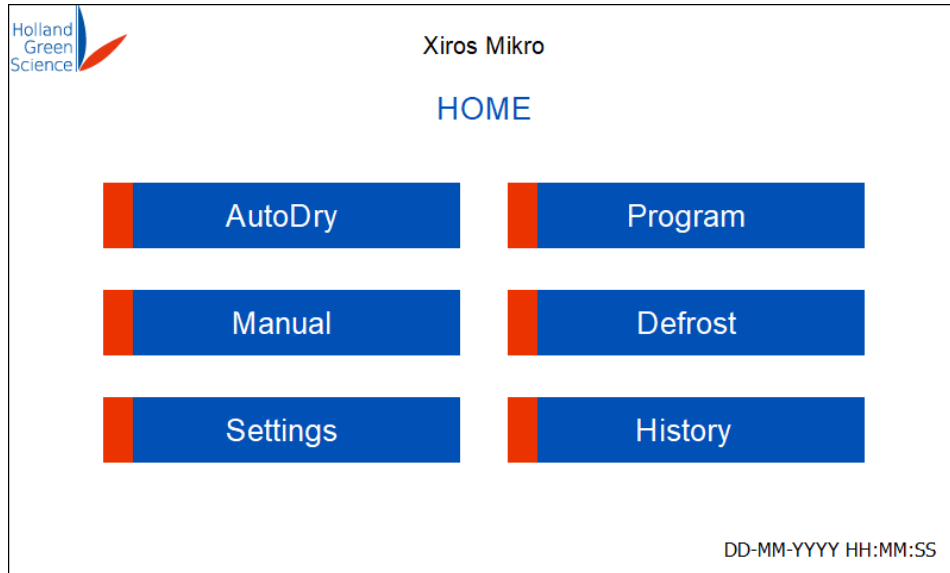 Holland
Green
Science
Xiros Mikro
HOME
AutoDry
Program
Manual
Defrost
Settings
History
DD-MM-YYYY HH:MM:SS